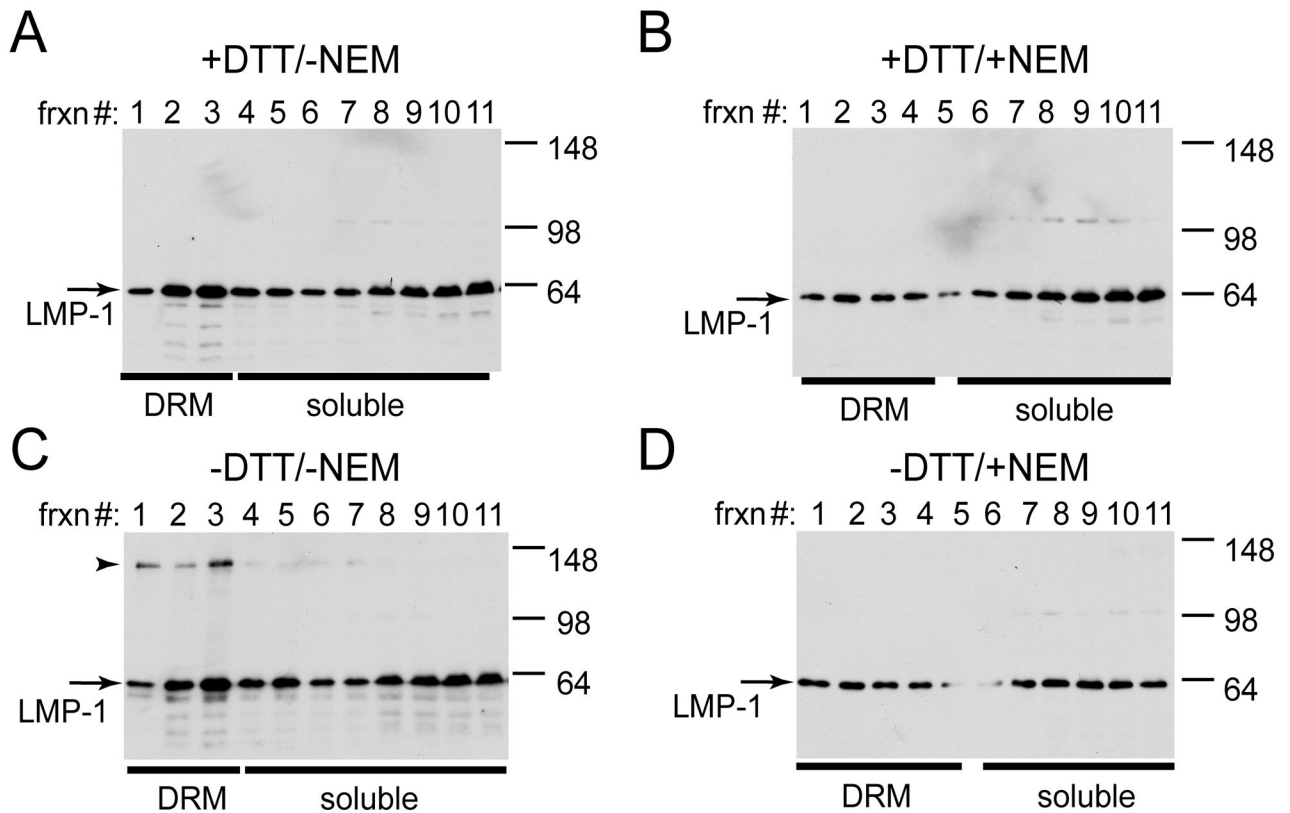 A
+DTT/-NEM
frxn #: 1 2 3 4 5 6 7 8 9 10 11
148
98
64
LMP-1
DRM soluble
B
+DTT/+NEM
frxn #: 1 2 3 4 5 6 7 8 9 10 11
148
98
64
LMP-1
DRM soluble
C
-DTT/-NEM
frxn #: 1 2 3 4 5 6 7 8 9 10 11
148
98
64
LMP-1
DRM soluble
D
-DTT/+NEM
frxn #: 1 2 3 4 5 6 7 8 9 10 11
148
98
64
LMP-1
DRM soluble